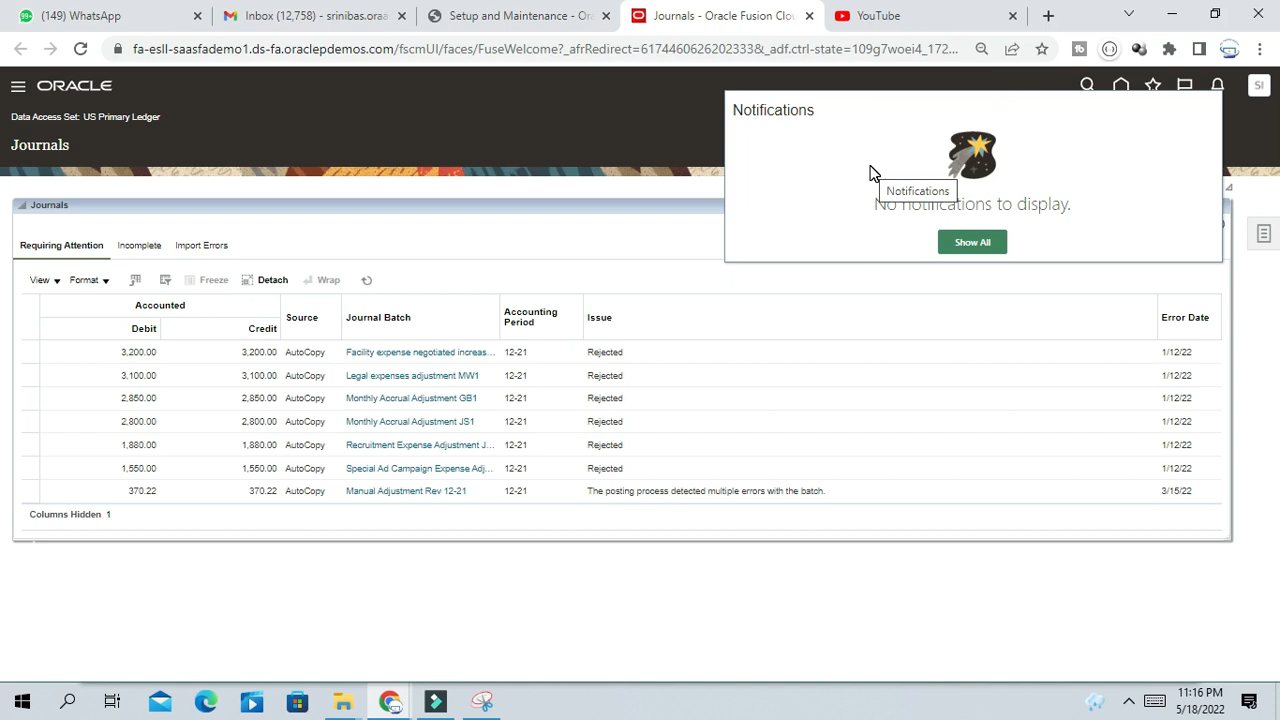 (149) WhatsApp
Inbox (12,758) - srinibas.saa
Setup and Maintenance - Ora
Journals - Oracle Fusion Clou
YouTube
fa-esll-saasfademo1.ds-fa.oraclepdemos.com/fscmUI/faces/FuseWelcome?_afrRedirect=6174460626202333&_adf.ctrl-state=109g7woei4_172...
ORACLE
SI
Data Access Set: US Primary Ledger
Journals
Notifications
Notifications
No notifications to display.
Show All
Journals
Requiring Attention Incomplete Import Errors
View Format Freeze Detach Wrap
Accounted
Debit Credit Source Journal Batch Accounting Period Issue Error Date
3,200.00 3,200.00 AutoCopy Facility expense negotiated increas... 12-21 Rejected 1/12/22
3,100.00 3,100.00 AutoCopy Legal expenses adjustment MW1 12-21 Rejected 1/12/22
2,850.00 2,850.00 AutoCopy Monthly Accrual Adjustment GB1 12-21 Rejected 1/12/22
2,800.00 2,800.00 AutoCopy Monthly Accrual Adjustment JS1 12-21 Rejected 1/12/22
1,880.00 1,880.00 AutoCopy Recruitment Expense Adjustment J... 12-21 Rejected 1/12/22
1,550.00 1,550.00 AutoCopy Special Ad Campaign Expense Adj... 12-21 Rejected 1/12/22
370.22 370.22 AutoCopy Manual Adjustment Rev 12-21 12-21 The posting process detected multiple errors with the batch. 3/15/22
Columns Hidden 1
11:16 PM
5/18/2022